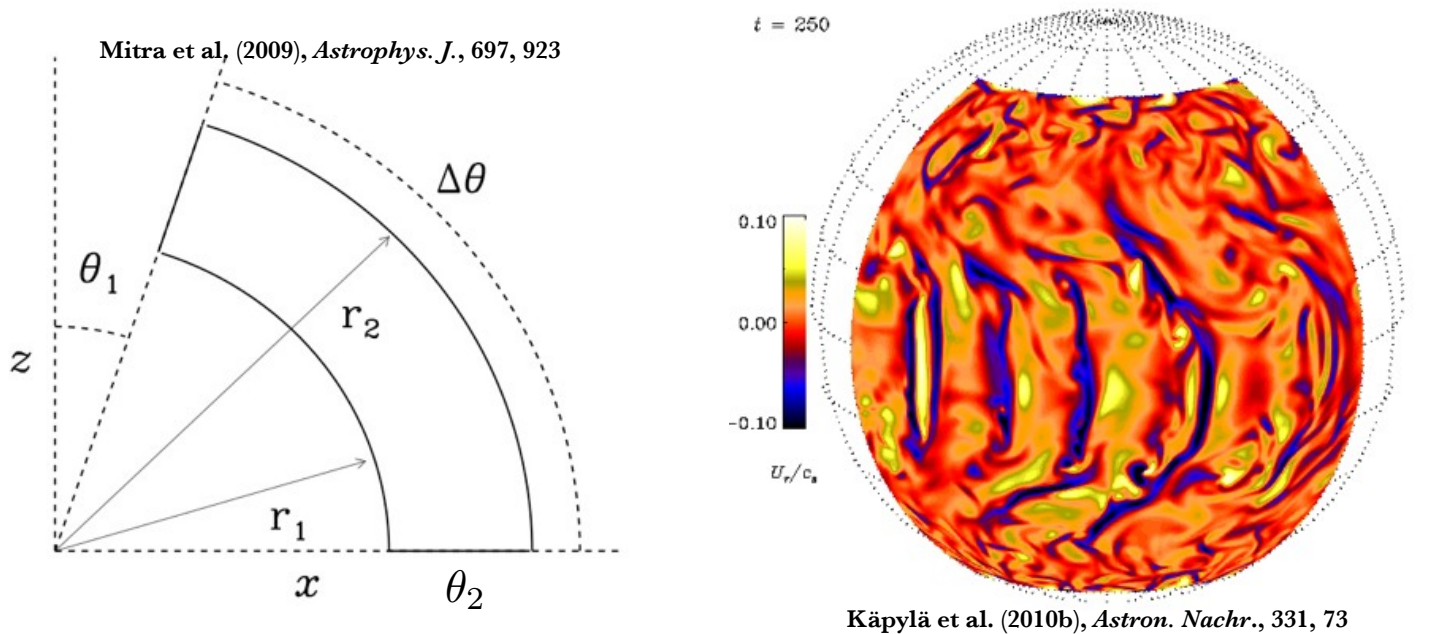 Mitra et al. (2009), Astrophys. J., 697, 923
Δθ
θ₁
r₂
z
r₁
x
θ₂
t = 250
0.10
0.00
-0.10
Uᵣ/cₛ
Käpylä et al. (2010b), Astron. Nachr., 331, 73